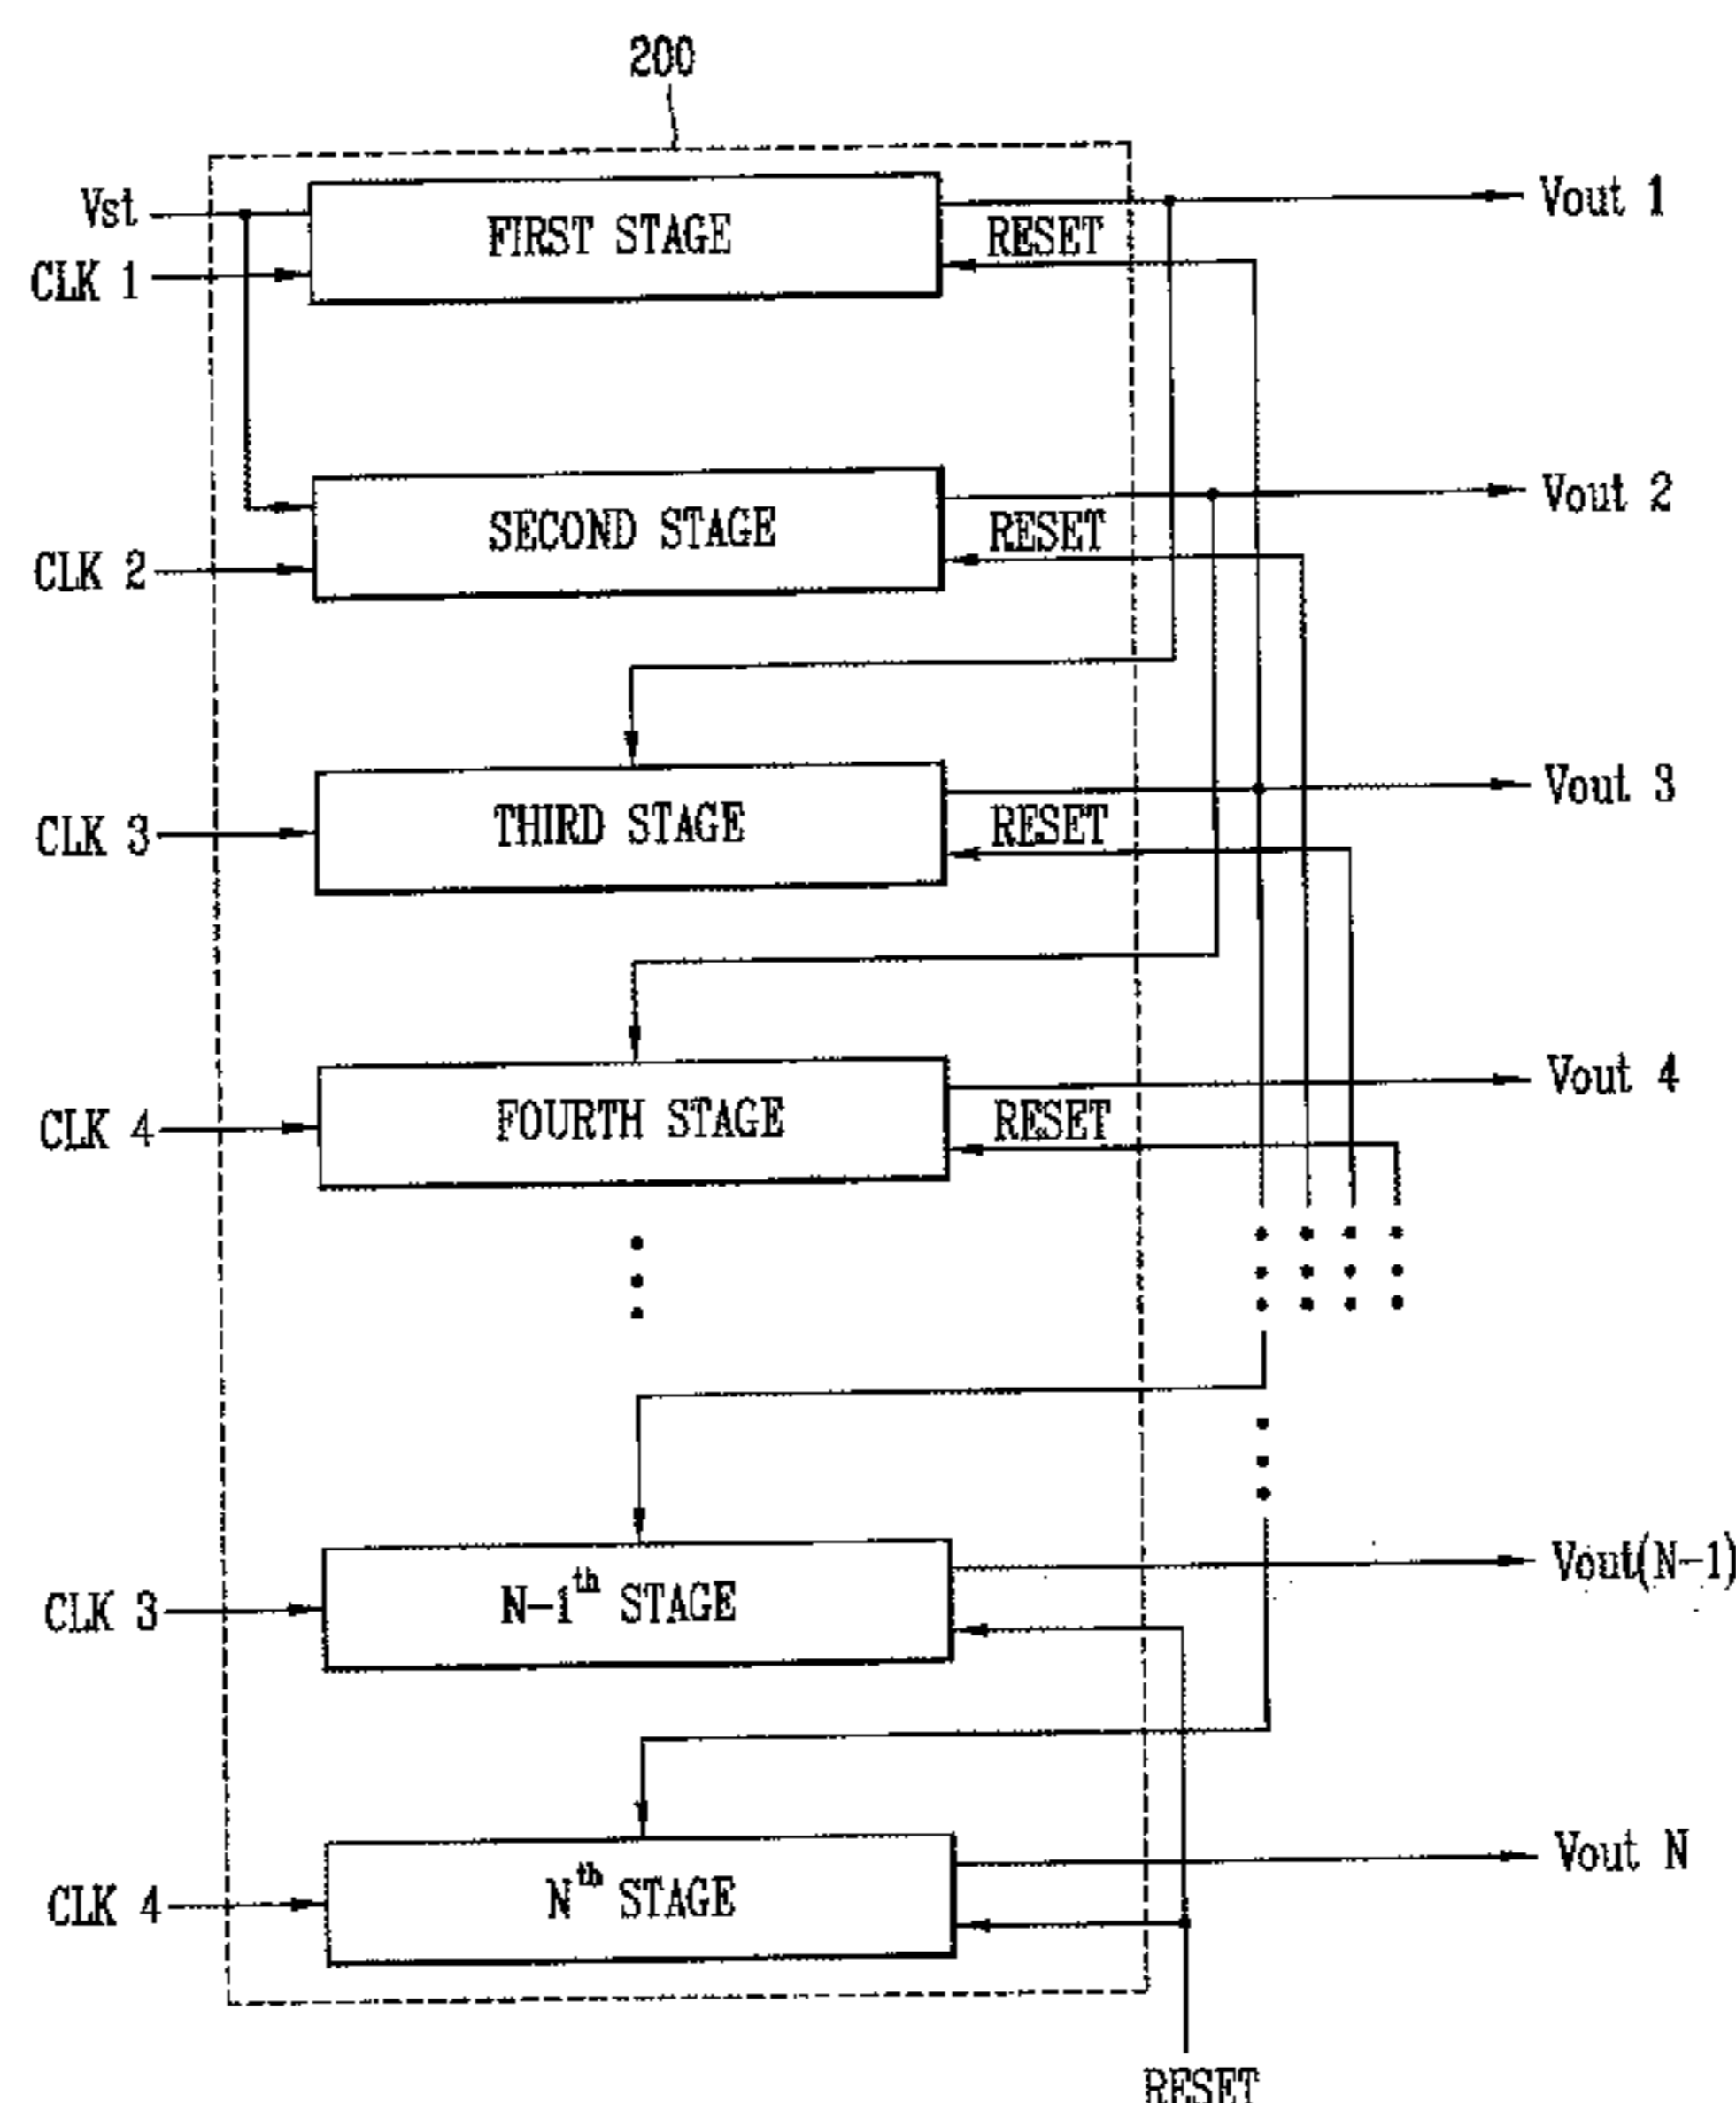 200
Vst
FIRST STAGE
RESET
Vout 1
CLK 1
SECOND STAGE
RESET
Vout 2
CLK 2
THIRD STAGE
RESET
Vout 3
CLK 3
FOURTH STAGE
RESET
Vout 4
CLK 4
N-1th STAGE
Vout(N-1)
CLK 3
Nth STAGE
Vout N
CLK 4
RESET